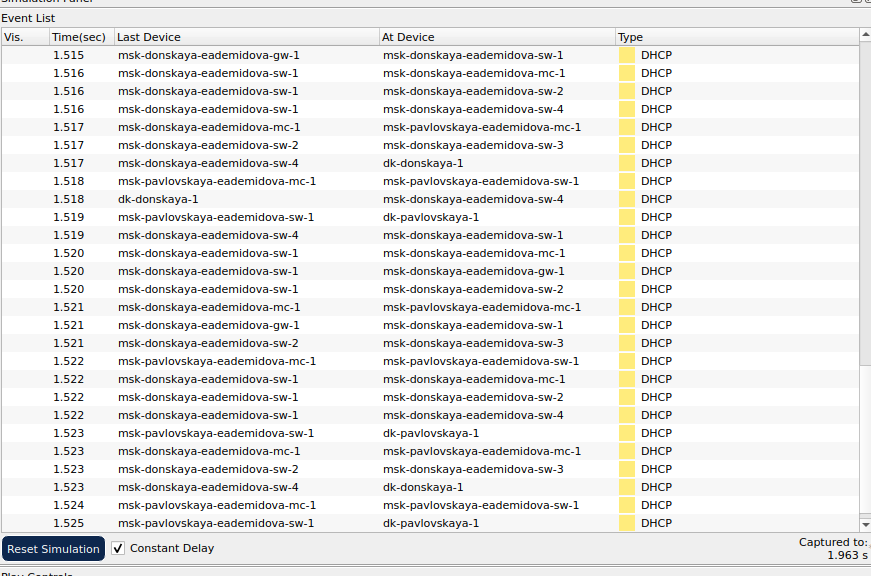 Simulation Panel
Event List
Vis. Time(sec) Last Device At Device Type
1.515 msk-donskaya-eademidova-gw-1 msk-donskaya-eademidova-sw-1 DHCP
1.516 msk-donskaya-eademidova-sw-1 msk-donskaya-eademidova-mc-1 DHCP
1.516 msk-donskaya-eademidova-sw-1 msk-donskaya-eademidova-sw-2 DHCP
1.516 msk-donskaya-eademidova-sw-1 msk-donskaya-eademidova-sw-4 DHCP
1.517 msk-donskaya-eademidova-mc-1 msk-pavlovskaya-eademidova-mc-1 DHCP
1.517 msk-donskaya-eademidova-sw-2 msk-donskaya-eademidova-sw-3 DHCP
1.517 msk-donskaya-eademidova-sw-4 dk-donskaya-1 DHCP
1.518 msk-pavlovskaya-eademidova-mc-1 msk-pavlovskaya-eademidova-sw-1 DHCP
1.518 dk-donskaya-1 msk-donskaya-eademidova-sw-4 DHCP
1.519 msk-pavlovskaya-eademidova-sw-1 dk-pavlovskaya-1 DHCP
1.519 msk-donskaya-eademidova-sw-4 msk-donskaya-eademidova-sw-1 DHCP
1.520 msk-donskaya-eademidova-sw-1 msk-donskaya-eademidova-mc-1 DHCP
1.520 msk-donskaya-eademidova-sw-1 msk-donskaya-eademidova-gw-1 DHCP
1.520 msk-donskaya-eademidova-sw-1 msk-donskaya-eademidova-sw-2 DHCP
1.521 msk-donskaya-eademidova-mc-1 msk-pavlovskaya-eademidova-mc-1 DHCP
1.521 msk-donskaya-eademidova-gw-1 msk-donskaya-eademidova-sw-1 DHCP
1.521 msk-donskaya-eademidova-sw-2 msk-donskaya-eademidova-sw-3 DHCP
1.522 msk-pavlovskaya-eademidova-mc-1 msk-pavlovskaya-eademidova-sw-1 DHCP
1.522 msk-donskaya-eademidova-sw-1 msk-donskaya-eademidova-mc-1 DHCP
1.522 msk-donskaya-eademidova-sw-1 msk-donskaya-eademidova-sw-2 DHCP
1.522 msk-donskaya-eademidova-sw-1 msk-donskaya-eademidova-sw-4 DHCP
1.523 msk-pavlovskaya-eademidova-sw-1 dk-pavlovskaya-1 DHCP
1.523 msk-donskaya-eademidova-mc-1 msk-pavlovskaya-eademidova-mc-1 DHCP
1.523 msk-donskaya-eademidova-sw-2 msk-donskaya-eademidova-sw-3 DHCP
1.523 msk-donskaya-eademidova-sw-4 dk-donskaya-1 DHCP
1.524 msk-pavlovskaya-eademidova-mc-1 msk-pavlovskaya-eademidova-sw-1 DHCP
1.525 msk-pavlovskaya-eademidova-sw-1 dk-pavlovskaya-1 DHCP
Reset Simulation Constant Delay Captured to:
1.963 s
Play Controls